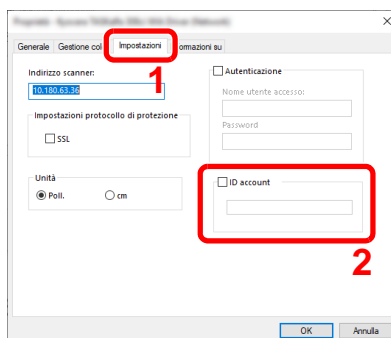 Generale Gestione col Impostazioni ormazioni su
1
Indirizzo scanner:
10.180.63.36
Impostazioni protocollo di protezione
SSL
Unità
Poll. cm
Autenticazione
Nome utente accesso:
Password
ID account
2
OK Annulla